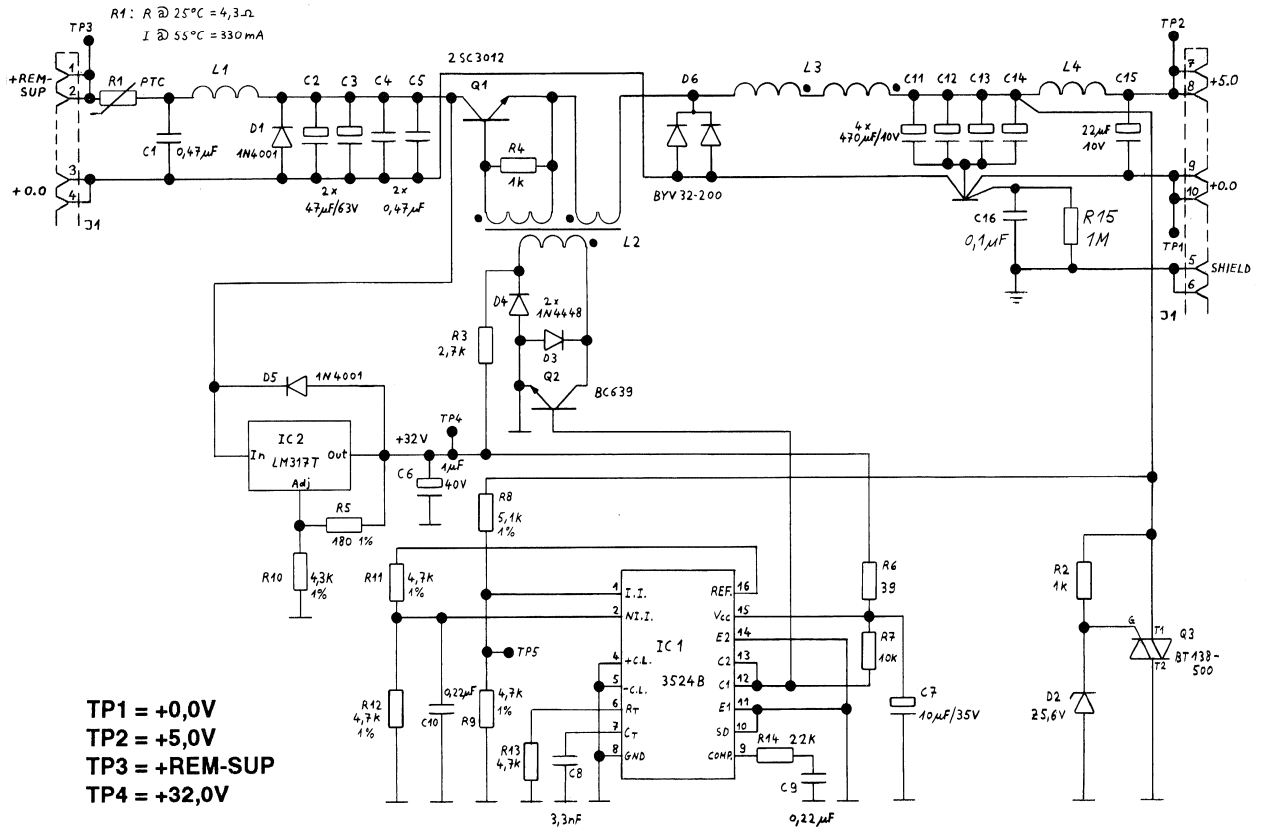 R1: R @ 25°C = 4,3Ω
I @ 55°C = 330mA
TP3
TP2
+REM-
SUP
1
2
R1
PTC
L1
C2
C3
C4
C5
2SC3012
Q1
D6
L3
C11
C12
C13
C14
L4
C15
7
8
+5.0
C1
0,47µF
D1
1N4001
R4
1k
4x
470µF/10V
22µF
10V
3
4
+0.0
J1
2x
47µF/63V
2x
0,47µF
BYV32-200
9
10
+0.0
C16
0,1µF
R15
1M
TP1
L2
5
6
SHIELD
J1
D4
2x
1N4448
R3
2,7K
D3
Q2
BC639
D5
1N4001
IC2
LM317T
In
Out
Adj
+32V
TP4
C6
1µF
40V
R5
180 1%
R8
5,1k
1%
R10
4,3K
1%
R11
4,7K
1%
R6
39
R2
1k
1
I.I.
REF.
16
2
NI.I.
Vcc
15
IC1
3524B
E2
14
4
+C.L.
C2
13
5
-C.L.
C1
12
6
RT
E1
11
7
CT
SD
10
8
GND
COMP.
9
TP5
R7
10K
G
T1
T2
Q3
BT138-
500
R12
4,7K
1%
0,22µF
C10
R9
4,7K
1%
R13
4,7K
C8
3,3nF
R14
22K
C9
0,22µF
C7
10µF/35V
D2
Z5,6V
TP1 = +0,0V
TP2 = +5,0V
TP3 = +REM-SUP
TP4 = +32,0V